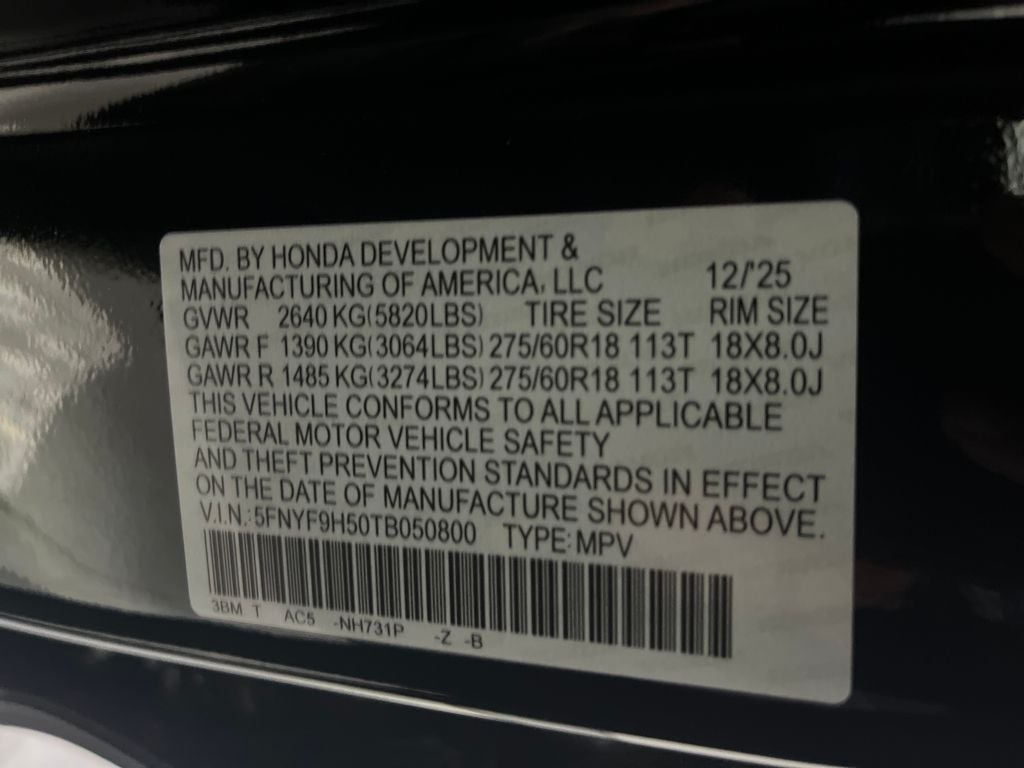 MFD. BY HONDA DEVELOPMENT &
MANUFACTURING OF AMERICA, LLC 12/'25
GVWR 2640 KG(5820LBS) TIRE SIZE RIM SIZE
GAWR F 1390 KG(3064LBS) 275/60R18 113T 18X8.0J
GAWR R 1485 KG(3274LBS) 275/60R18 113T 18X8.0J
THIS VEHICLE CONFORMS TO ALL APPLICABLE
FEDERAL MOTOR VEHICLE SAFETY
AND THEFT PREVENTION STANDARDS IN EFFECT
ON THE DATE OF MANUFACTURE SHOWN ABOVE.
V.I.N.: 5FNYF9H50TB050800 TYPE: MPV
3BM T AC5 -NH731P -Z -B